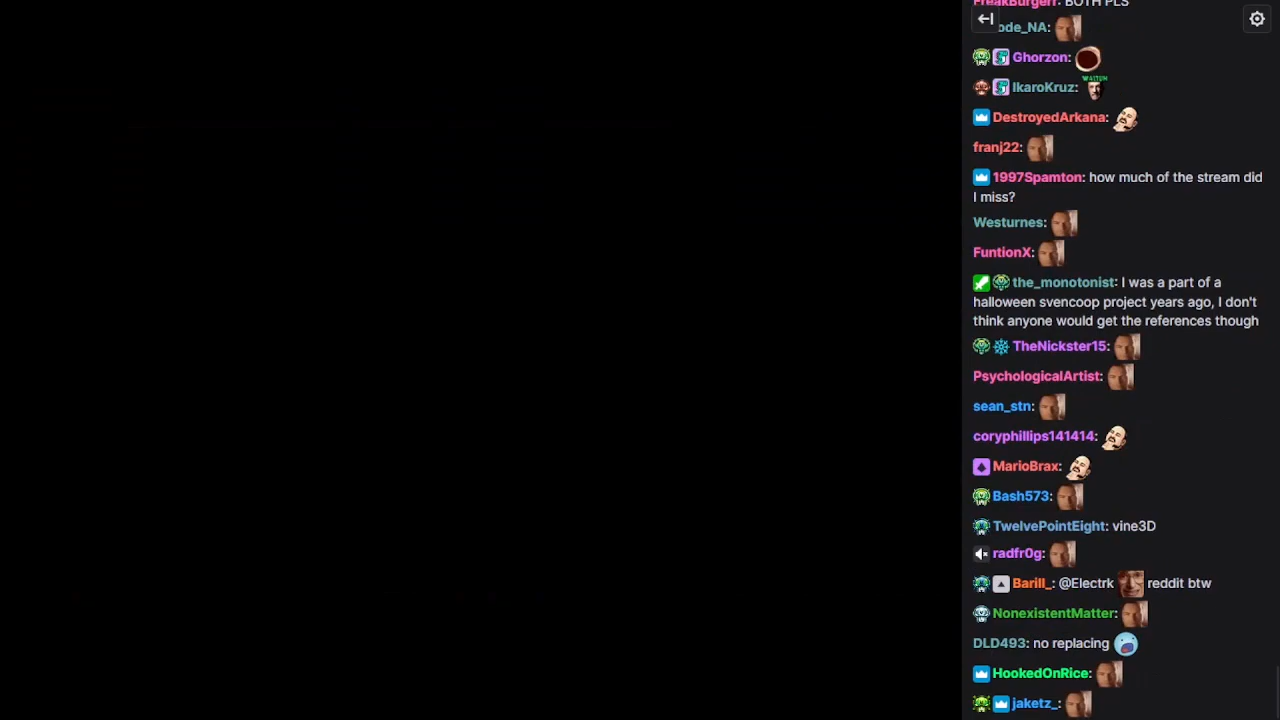 FreakBurgerr: BOTH PLS
ode_NA:
Ghorzon:
IkaroKruz:
WALTUH
DestroyedArkana:
franj22:
1997Spamton: how much of the stream did
I miss?
Westurnes:
FuntionX:
the_monotonist: I was a part of a
halloween svencoop project years ago, I don't
think anyone would get the references though
TheNickster15:
PsychologicalArtist:
sean_stn:
coryphillips141414:
MarioBrax:
Bash573:
TwelvePointEight: vine3D
radfr0g:
Barill_: @Electrk reddit btw
NonexistentMatter:
DLD493: no replacing
HookedOnRice:
jaketz_: